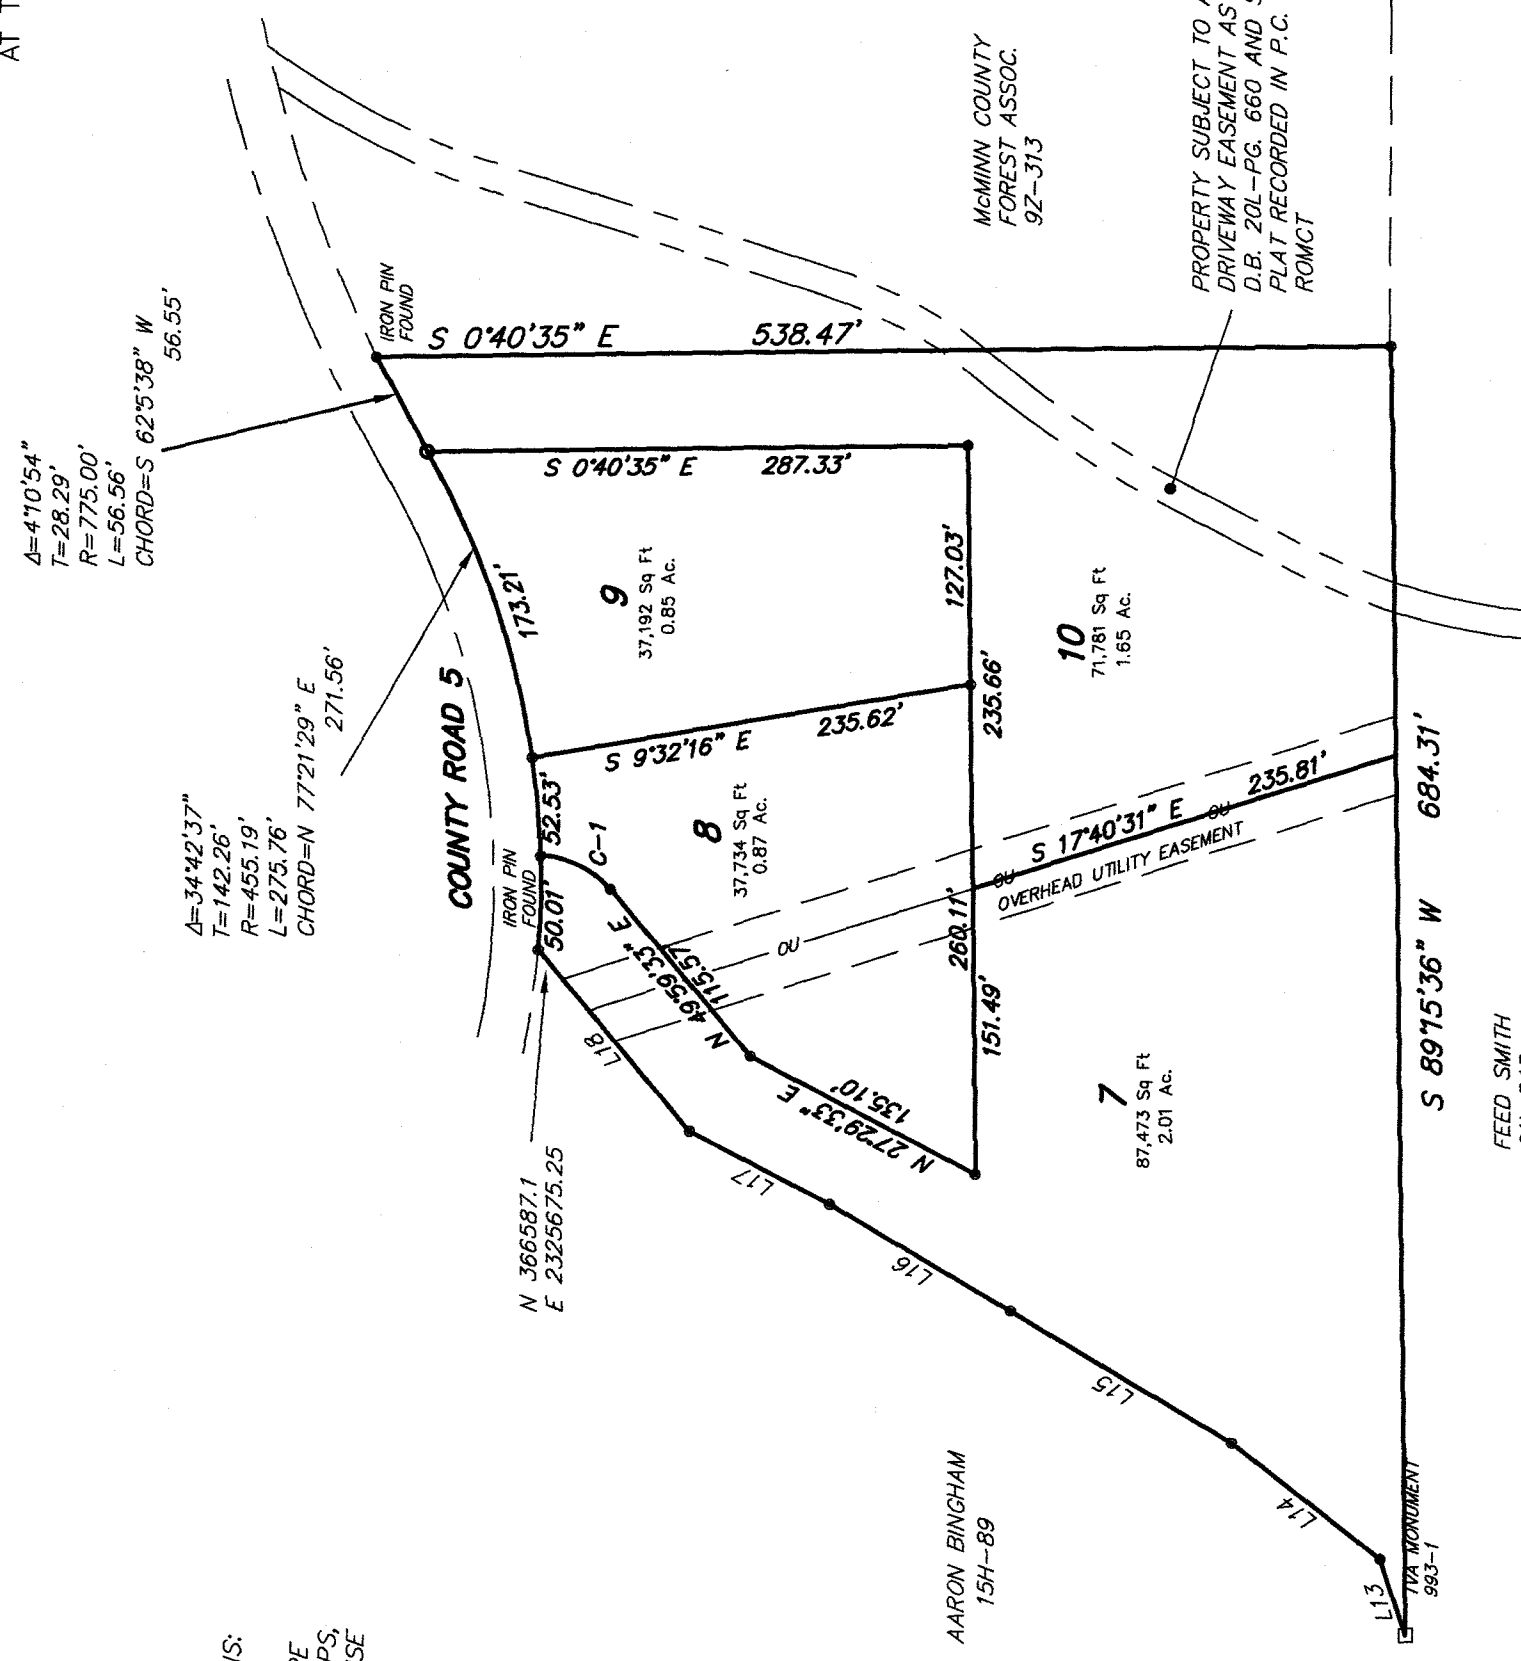 AT T
Δ=4°10'54"
T=28.29'
R=775.00'
L=56.56'
CHORD=S 62°5'38" W
56.55'
Δ=34°42'37"
T=142.26'
R=455.19'
L=275.76'
CHORD=N 77°21'29" E
271.56'
COUNTY ROAD 5
IRON PIN
FOUND
IRON PIN
FOUND
S 0°40'35" E 538.47'
S 0°40'35" E 287.33'
173.21'
9
37,192 Sq Ft
0.85 Ac.
127.03'
S 9°32'16" E 235.62'
52.53'
C-1
50.01'
8
37,734 Sq Ft
0.87 Ac.
235.66'
N 49°59'33" E
115.57
OU
N 27°29'33" E
135.10'
260.11'
151.49'
10
71,781 Sq Ft
1.65 Ac.
S 17°40'31" E 235.81'
OU
OU
OVERHEAD UTILITY EASEMENT
7
87,473 Sq Ft
2.01 Ac.
S 89°15'36" W 684.31'
L18
L17
L16
L15
L14
L13
N 366587.1
E 2325675.25
McMINN COUNTY
FOREST ASSOC.
9Z-313
PROPERTY SUBJECT TO
DRIVEWAY EASEMENT AS
D.B. 20L-PG. 660 AND
PLAT RECORDED IN P.C.
ROMCT
AARON BINGHAM
15H-89
TVA MONUMENT
993-1
FEED SMITH
NS:
PE
PS,
SE